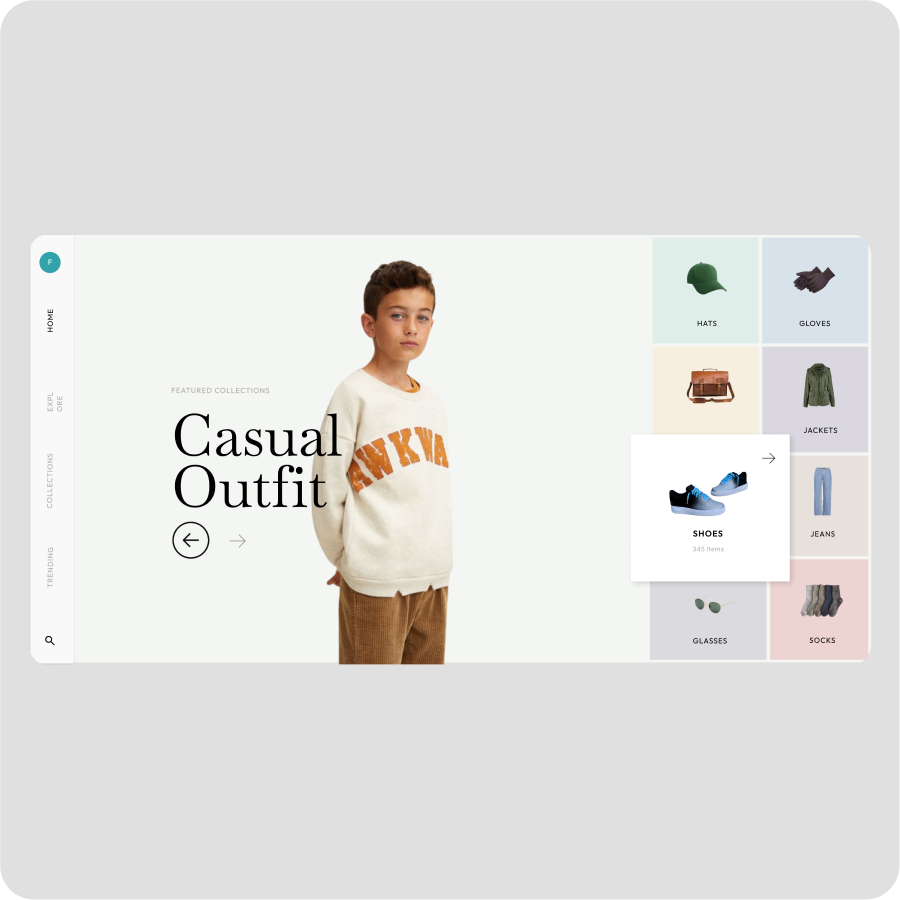 F
HOME
EXPL
ORE
COLLECTIONS
TRENDING
FEATURED COLLECTIONS
Casual
Outfit
AWKWA
HATS
GLOVES
JACKETS
SHOES
345 Items
JEANS
GLASSES
SOCKS